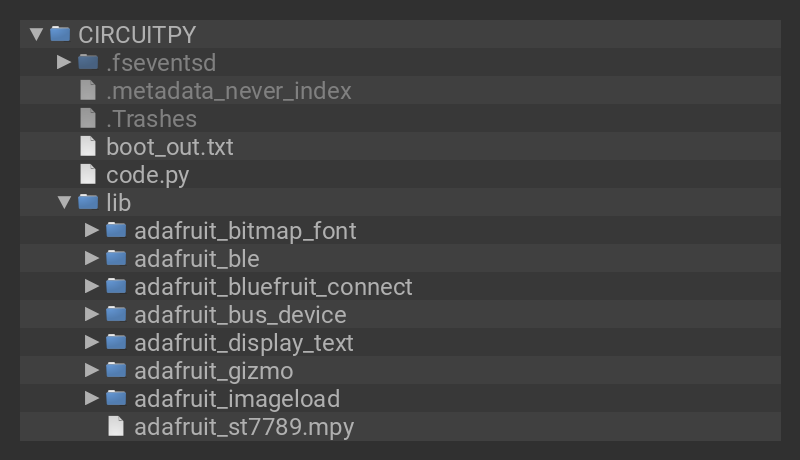 CIRCUITPY
.fseventsd
.metadata_never_index
.Trashes
boot_out.txt
code.py
lib
adafruit_bitmap_font
adafruit_ble
adafruit_bluefruit_connect
adafruit_bus_device
adafruit_display_text
adafruit_gizmo
adafruit_imageload
adafruit_st7789.mpy